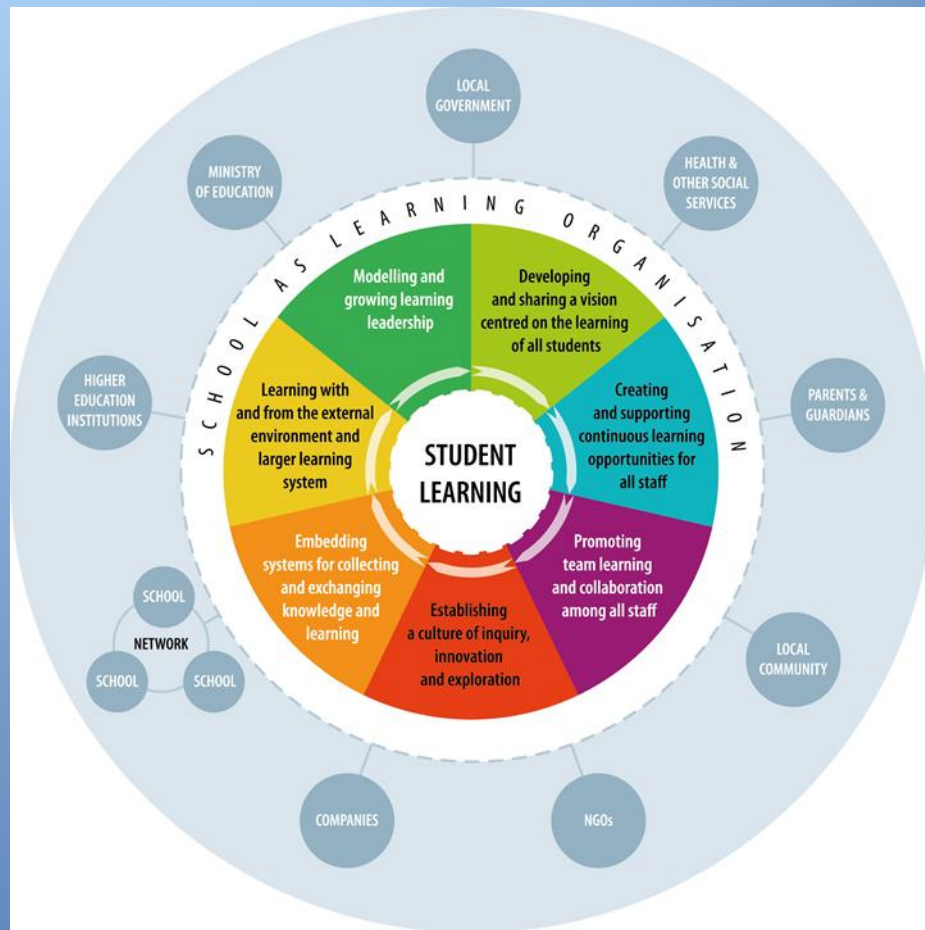 LOCAL
GOVERNMENT
HEALTH &
OTHER SOCIAL
SERVICES
PARENTS &
GUARDIANS
LOCAL
COMMUNITY
NGOs
COMPANIES
SCHOOL
NETWORK
SCHOOL
SCHOOL
HIGHER
EDUCATION
INSTITUTIONS
MINISTRY
OF EDUCATION
SCHOOL AS LEARNING ORGANISATION
Developing
and sharing a vision
centred on the learning
of all students
Creating
and supporting
continuous learning
opportunities for
all staff
Promoting
team learning
and collaboration
among all staff
Establishing
a culture of inquiry,
innovation
and exploration
Embedding
systems for collecting
and exchanging
knowledge and
learning
Learning with
and from the external
environment and
larger learning
system
Modelling and
growing learning
leadership
STUDENT
LEARNING